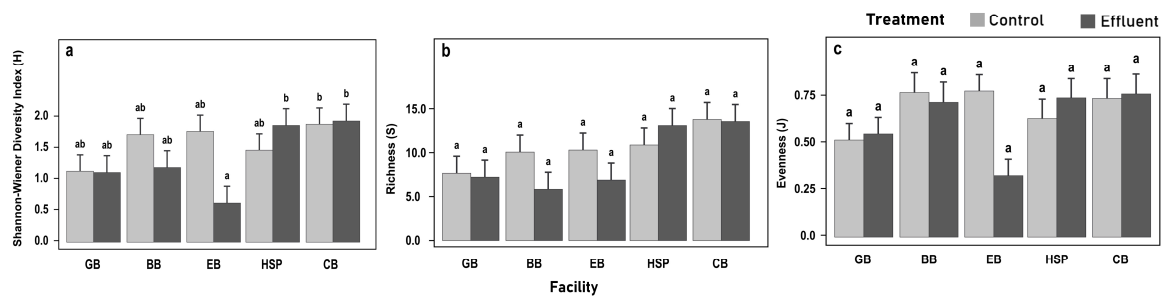 Treatment Control Effluent
a
Shannon-Wiener Diversity Index (H)
2.0
1.5
1.0
0.5
0.0
ab ab ab ab ab a ab b b b
GB BB EB HSP CB
b
Richness (S)
15.0
10.0
5.0
0.0
a a a a a a a a a a
GB BB EB HSP CB
c
Evenness (J)
0.75
0.50
0.25
0.0
a a a a a a a a a a
GB BB EB HSP CB
Facility